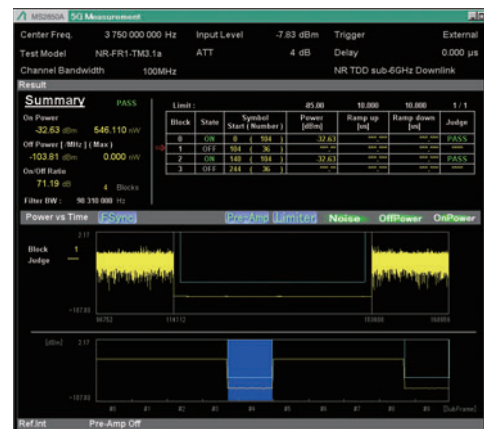 MS2850A 5G Measurement
Center Freq. 3 750 000 000 Hz Input Level -7.83 dBm Trigger External
Test Model NR-FR1-TM3.1a ATT 4 dB Delay 0.000 µs
Channel Bandwidth 100MHz NR TDD sub-6GHz Downlink
Result
Summary PASS
On Power
-32.63 dBm 546.110 nW
Off Power [/MHz] (Max)
-103.81 dBm 0.000 nW
On/Off Ratio
71.19 dB 4 Blocks
Filter BW : 98 310 000 Hz
Limit : -85.00 10.000 10.000 1 / 1
Block State Symbol Start ( Number ) Power [dBm] Ramp up [us] Ramp down [us] Judge
0 ON 0 ( 104 ) -32.63 ***.** ***.** PASS
1 OFF 104 ( 36 )
2 ON 140 ( 104 ) -32.63 ***.** ***.** PASS
3 OFF 244 ( 36 )
Power vs Time FSync Pre-Amp Limiter Noise OffPower OnPower
Block 1
Judge
2.17
-187.83
96752 114112 153600
[dBm] 2.17
-187.83
#0 #1 #2 #3 #4 #5 #6 #7 #8 #9 [SubFrame]
Ref.Int Pre-Amp Off